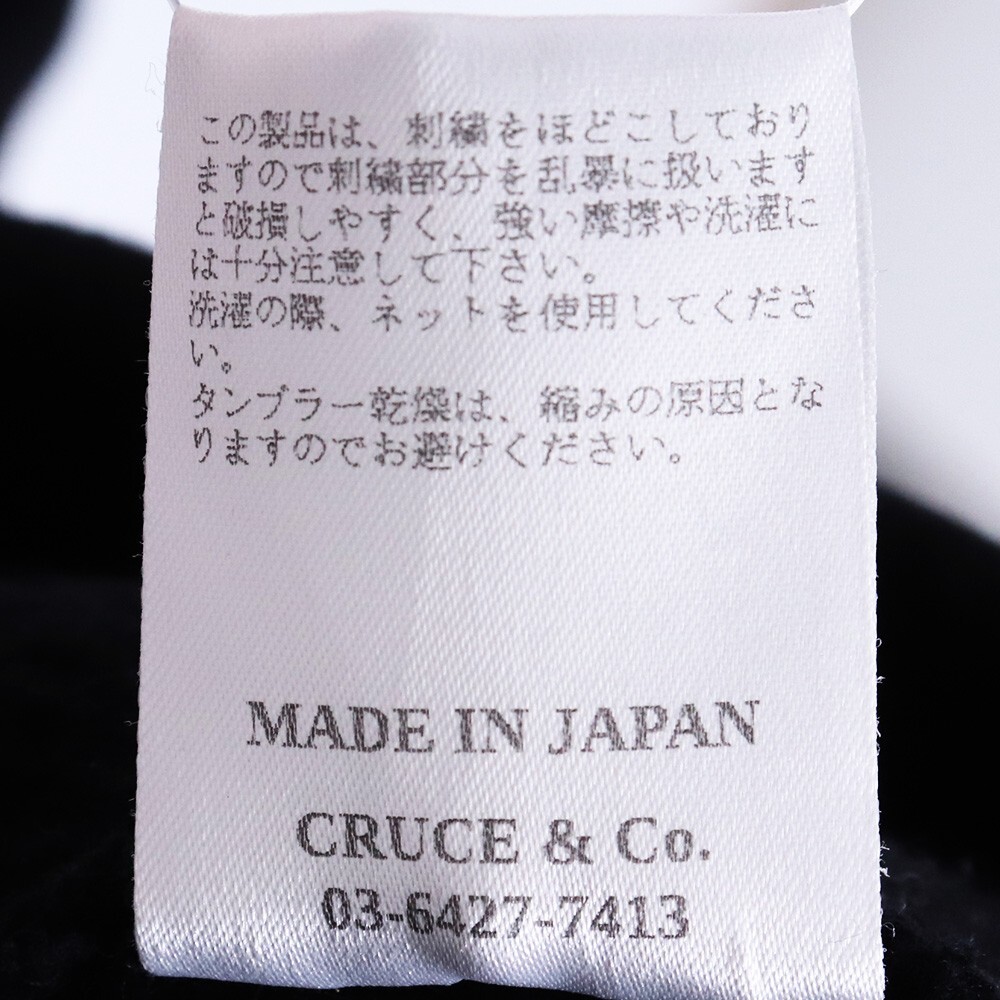 この製品は、刺繍をほどこしており
ますので刺繍部分を乱暴に扱います
と破損しやすく、強い摩擦や洗濯に
は十分注意して下さい。
洗濯の際、ネットを使用してくださ
い。
タンブラー乾燥は、縮みの原因とな
りますのでお避けください。
MADE IN JAPAN
CRUCE & Co.
03-6427-7413